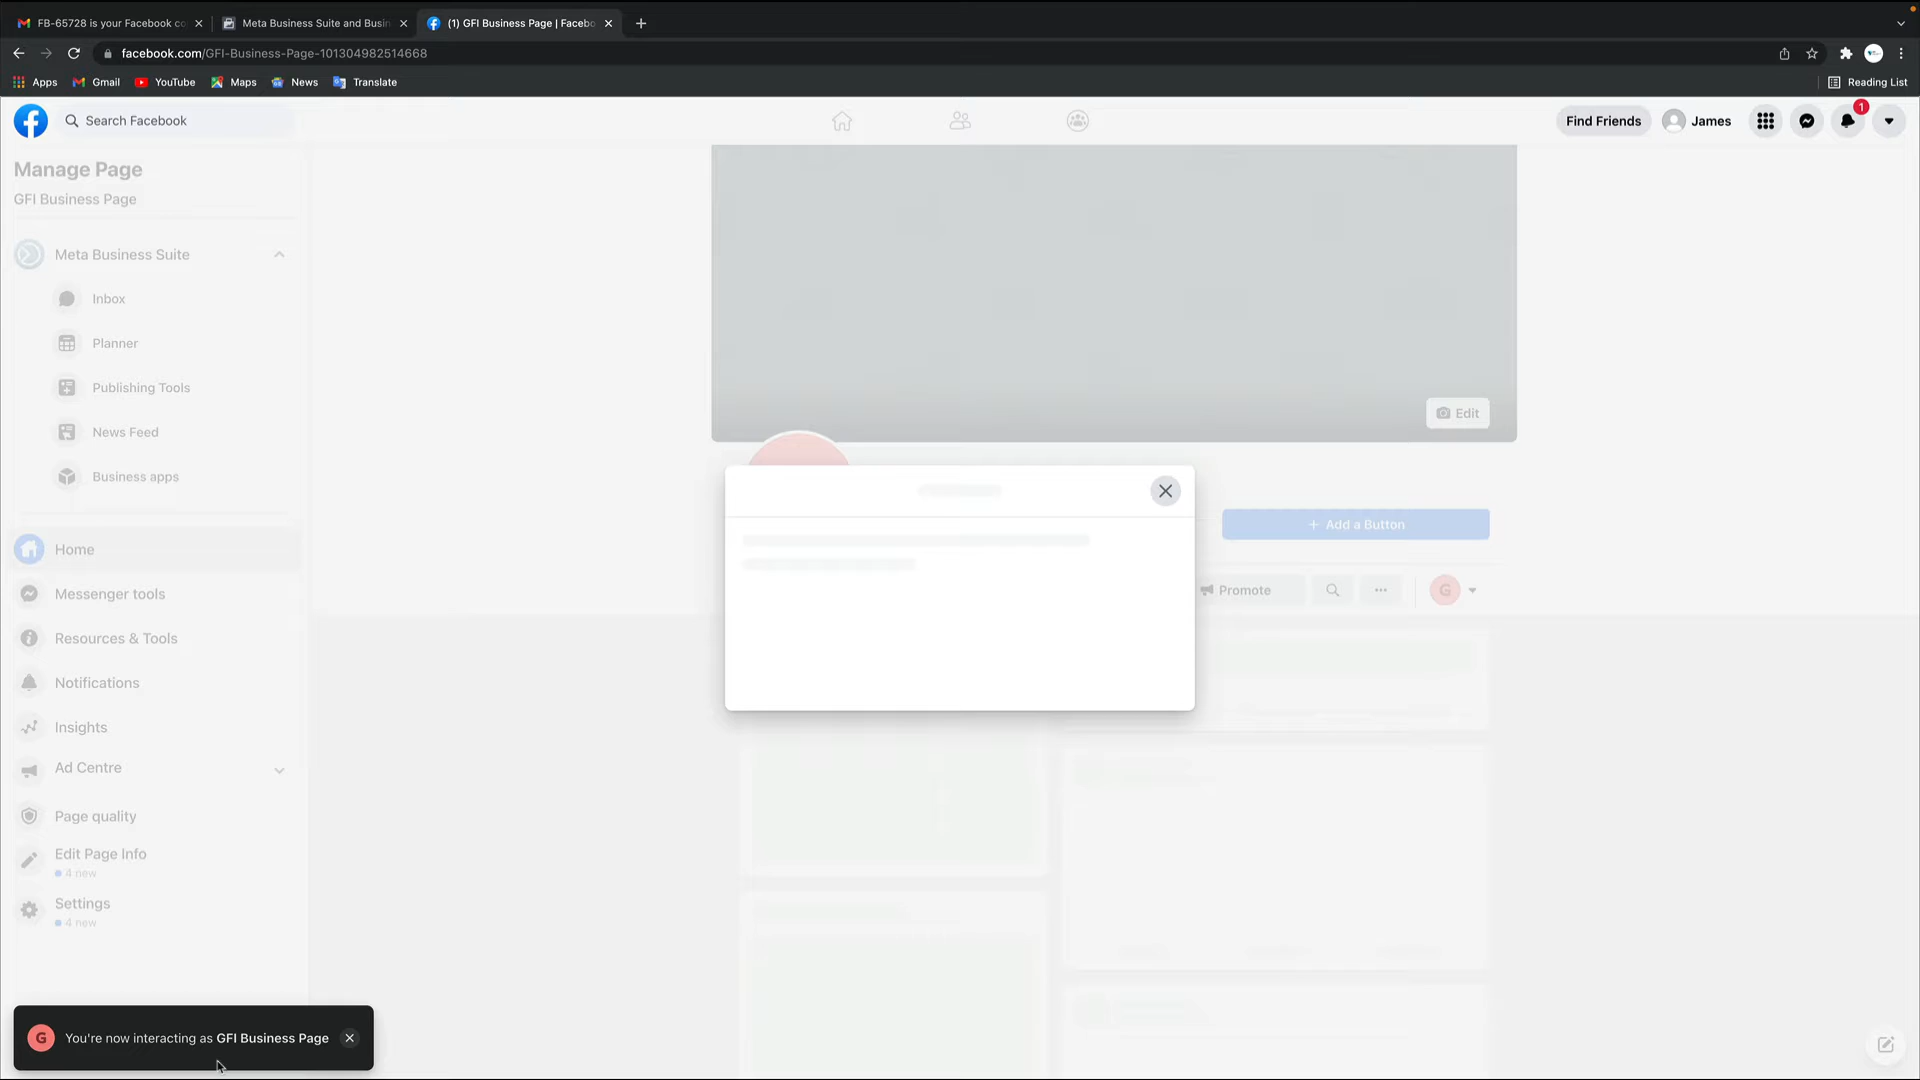 FB-65728 is your Facebook co
Meta Business Suite and Busin
(1) GFI Business Page | Facebo
facebook.com/GFI-Business-Page-101304982514668
Apps
Gmail
YouTube
Maps
News
Translate
Reading List
Search Facebook
Find Friends
James
1
Manage Page
GFI Business Page
Meta Business Suite
Inbox
Planner
Publishing Tools
News Feed
Business apps
Home
Messenger tools
Resources & Tools
Notifications
Insights
Ad Centre
Page quality
Edit Page Info
4 new
Settings
4 new
Edit
+ Add a Button
Promote
G
G
You're now interacting as GFI Business Page